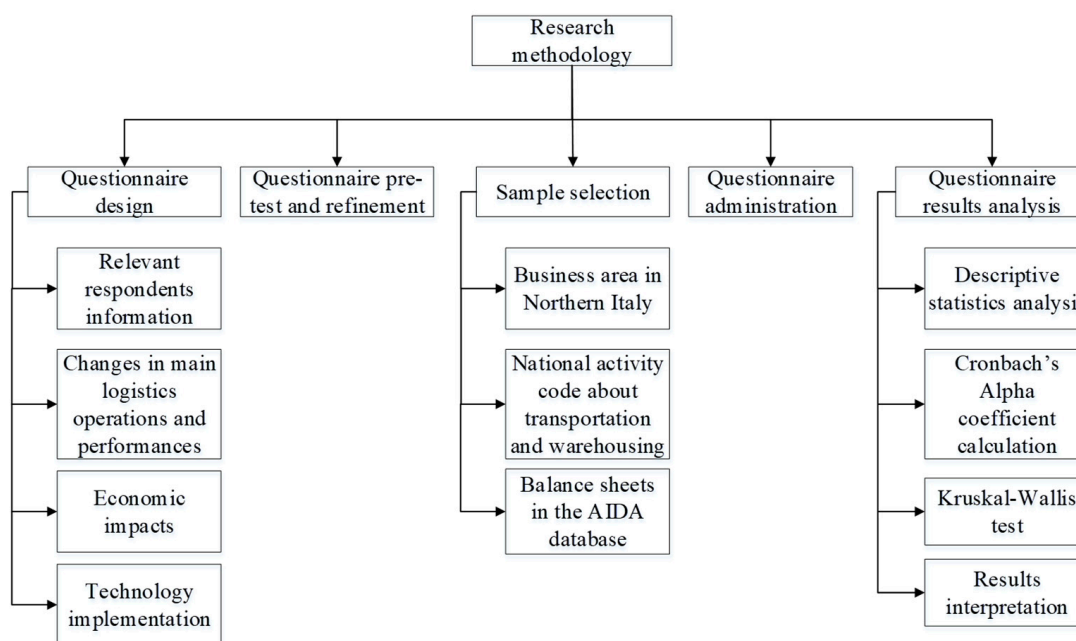 Research
methodology
Questionnaire
design
Questionnaire pre-
test and refinement
Sample selection
Questionnaire
administration
Questionnaire
results analysis
Relevant
respondents
information
Changes in main
logistics
operations and
performances
Economic
impacts
Technology
implementation
Business area in
Northern Italy
National activity
code about
transportation
and warehousing
Balance sheets
in the AIDA
database
Descriptive
statistics analysis
Cronbach’s
Alpha
coefficient
calculation
Kruskal-Wallis
test
Results
interpretation